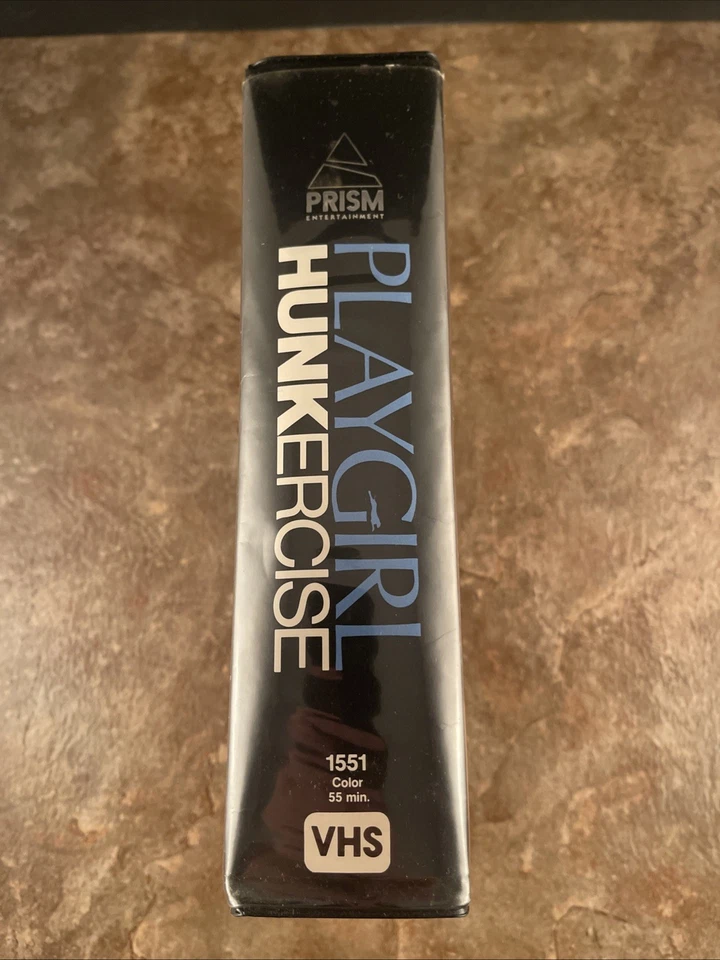 PRISM
ENTERTAINMENT
PLAYGIRL
HUNKERCISE
1551
Color
55 min.
VHS